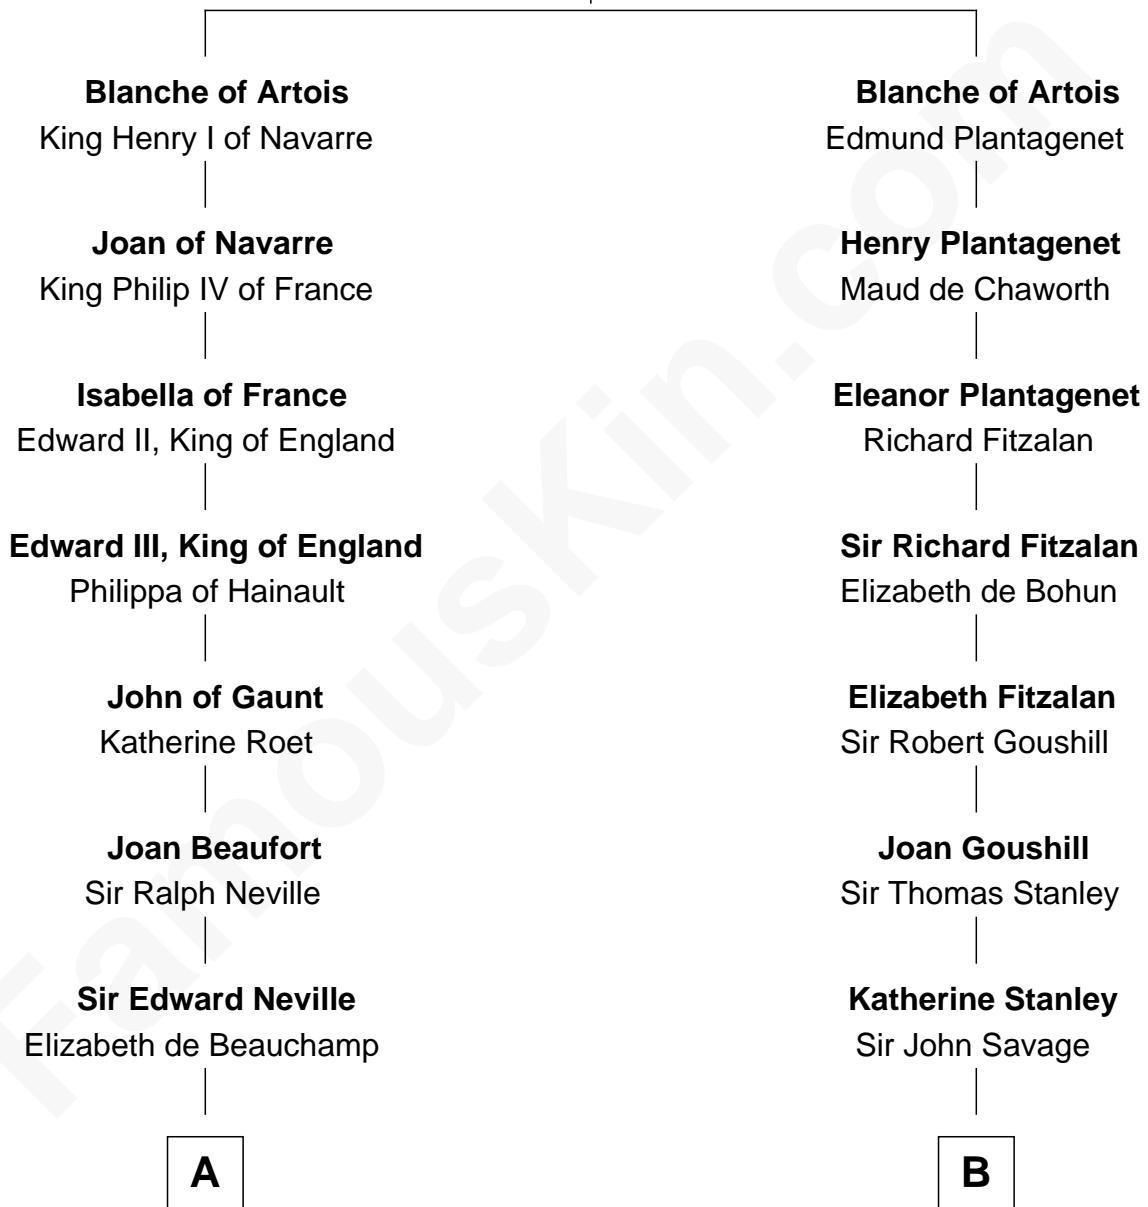 Blanche of Artois
King Henry I of Navarre
Joan of Navarre
King Philip IV of France
Isabella of France
Edward II, King of England
Edward III, King of England
Philippa of Hainault
John of Gaunt
Katherine Roet
Joan Beaufort
Sir Ralph Neville
Sir Edward Neville
Elizabeth de Beauchamp
A
Blanche of Artois
Edmund Plantagenet
Henry Plantagenet
Maud de Chaworth
Eleanor Plantagenet
Richard Fitzalan
Sir Richard Fitzalan
Elizabeth de Bohun
Elizabeth Fitzalan
Sir Robert Goushill
Joan Goushill
Sir Thomas Stanley
Katherine Stanley
Sir John Savage
B
FamousKin.com